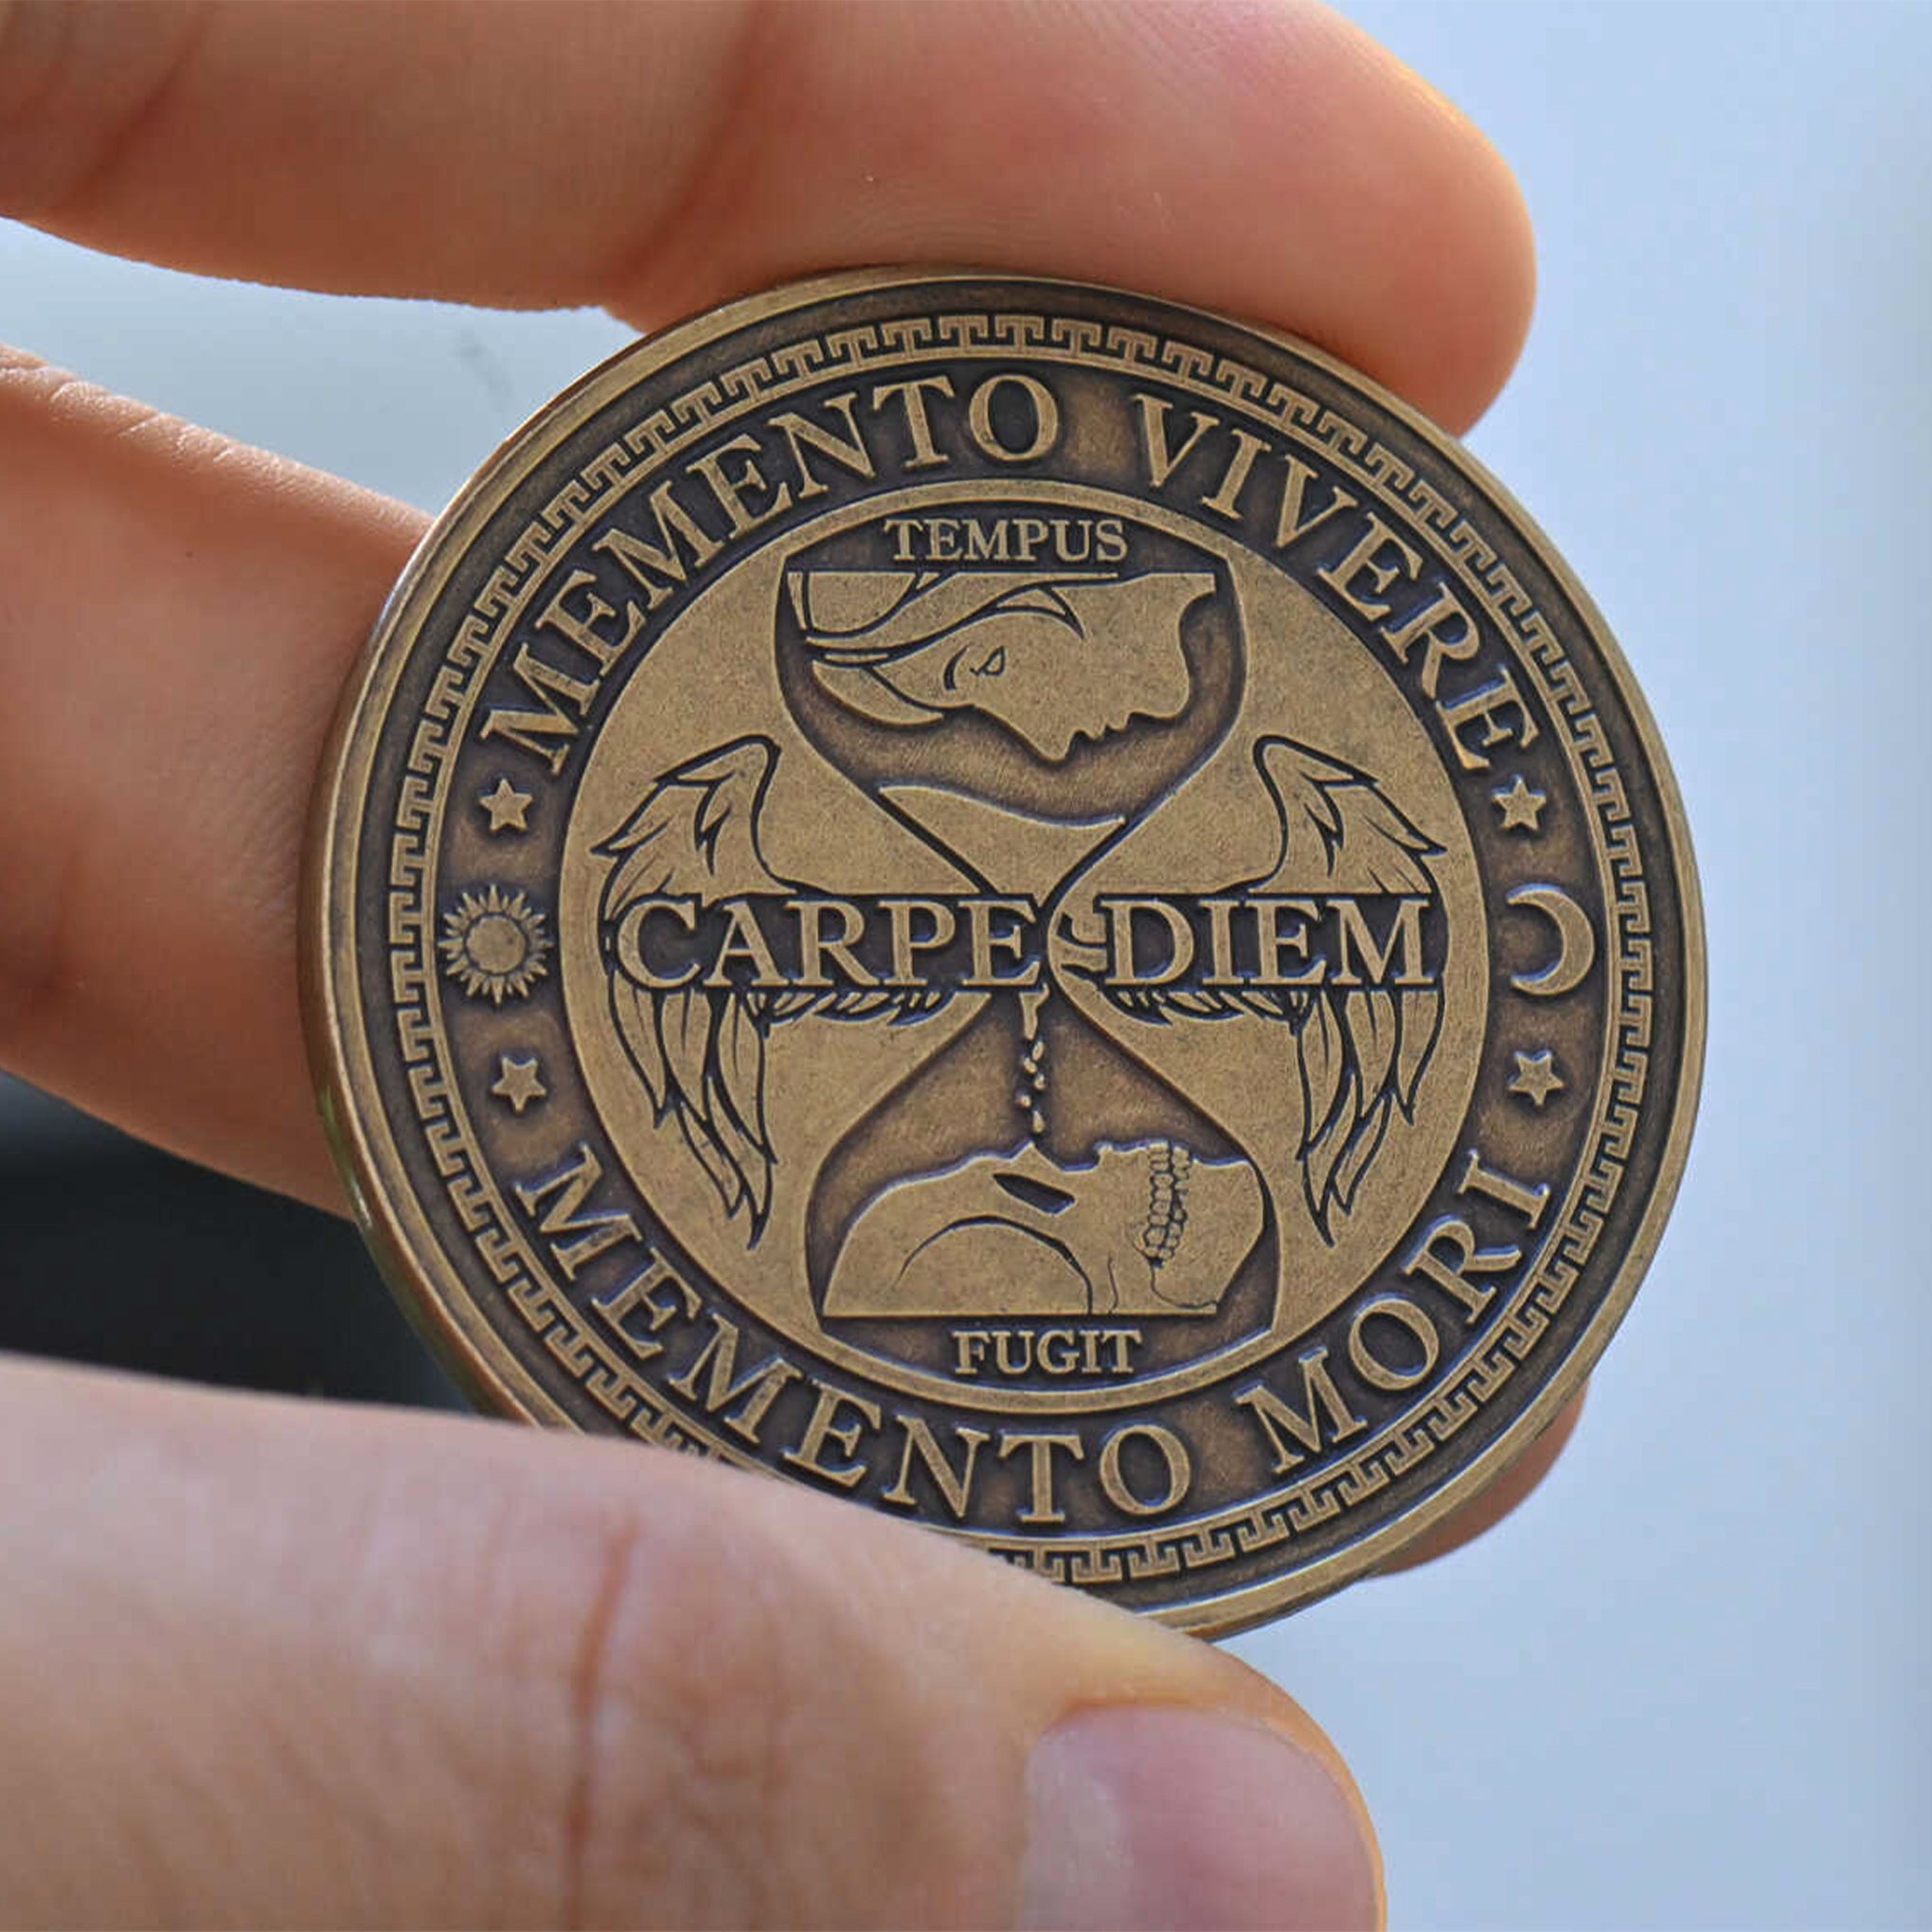 MEMENTO VIVERE
TEMPUS
CARPE DIEM
FUGIT
MEMENTO MORI